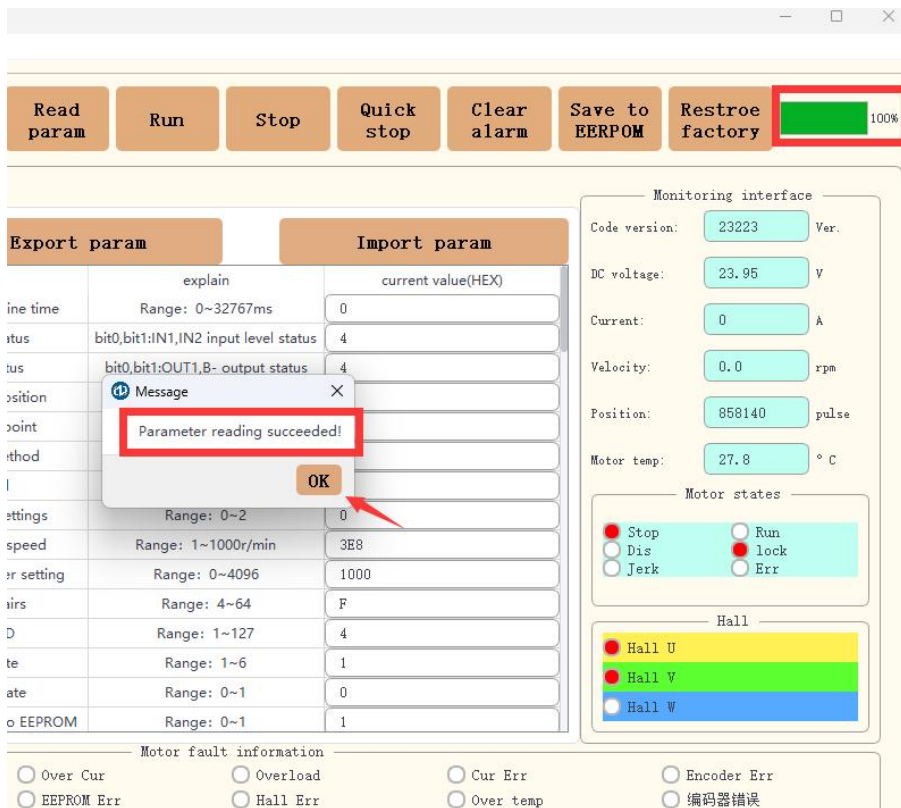 Read param
Run
Stop
Quick stop
Clear alarm
Save to EERPOM
Restroe factory
100%
Export param
Import param
explain
current value(HEX)
ine time
Range: 0~32767ms
0
atus
bit0,bit1:IN1,IN2 input level status
4
tus
bit0,bit1:OUT1,B- output status
4
osition
point
ethod
Message
Parameter reading succeeded!
OK
ettings
Range: 0~2
0
speed
Range: 1~1000r/min
3E8
er setting
Range: 0~4096
1000
airs
Range: 4~64
F
D
Range: 1~127
4
te
Range: 1~6
1
ate
Range: 0~1
0
o EEPROM
Range: 0~1
1
Monitoring interface
Code version:
23223
Ver.
DC voltage:
23.95
V
Current:
0
A
Velocity:
0.0
rpm
Position:
858140
pulse
Motor temp:
27.8
° C
Motor states
Stop
Run
Dis
lock
Jerk
Err
Hall
Hall U
Hall V
Hall W
Motor fault information
Over Cur
Overload
Cur Err
Encoder Err
EEPROM Err
Hall Err
Over temp
编码器错误